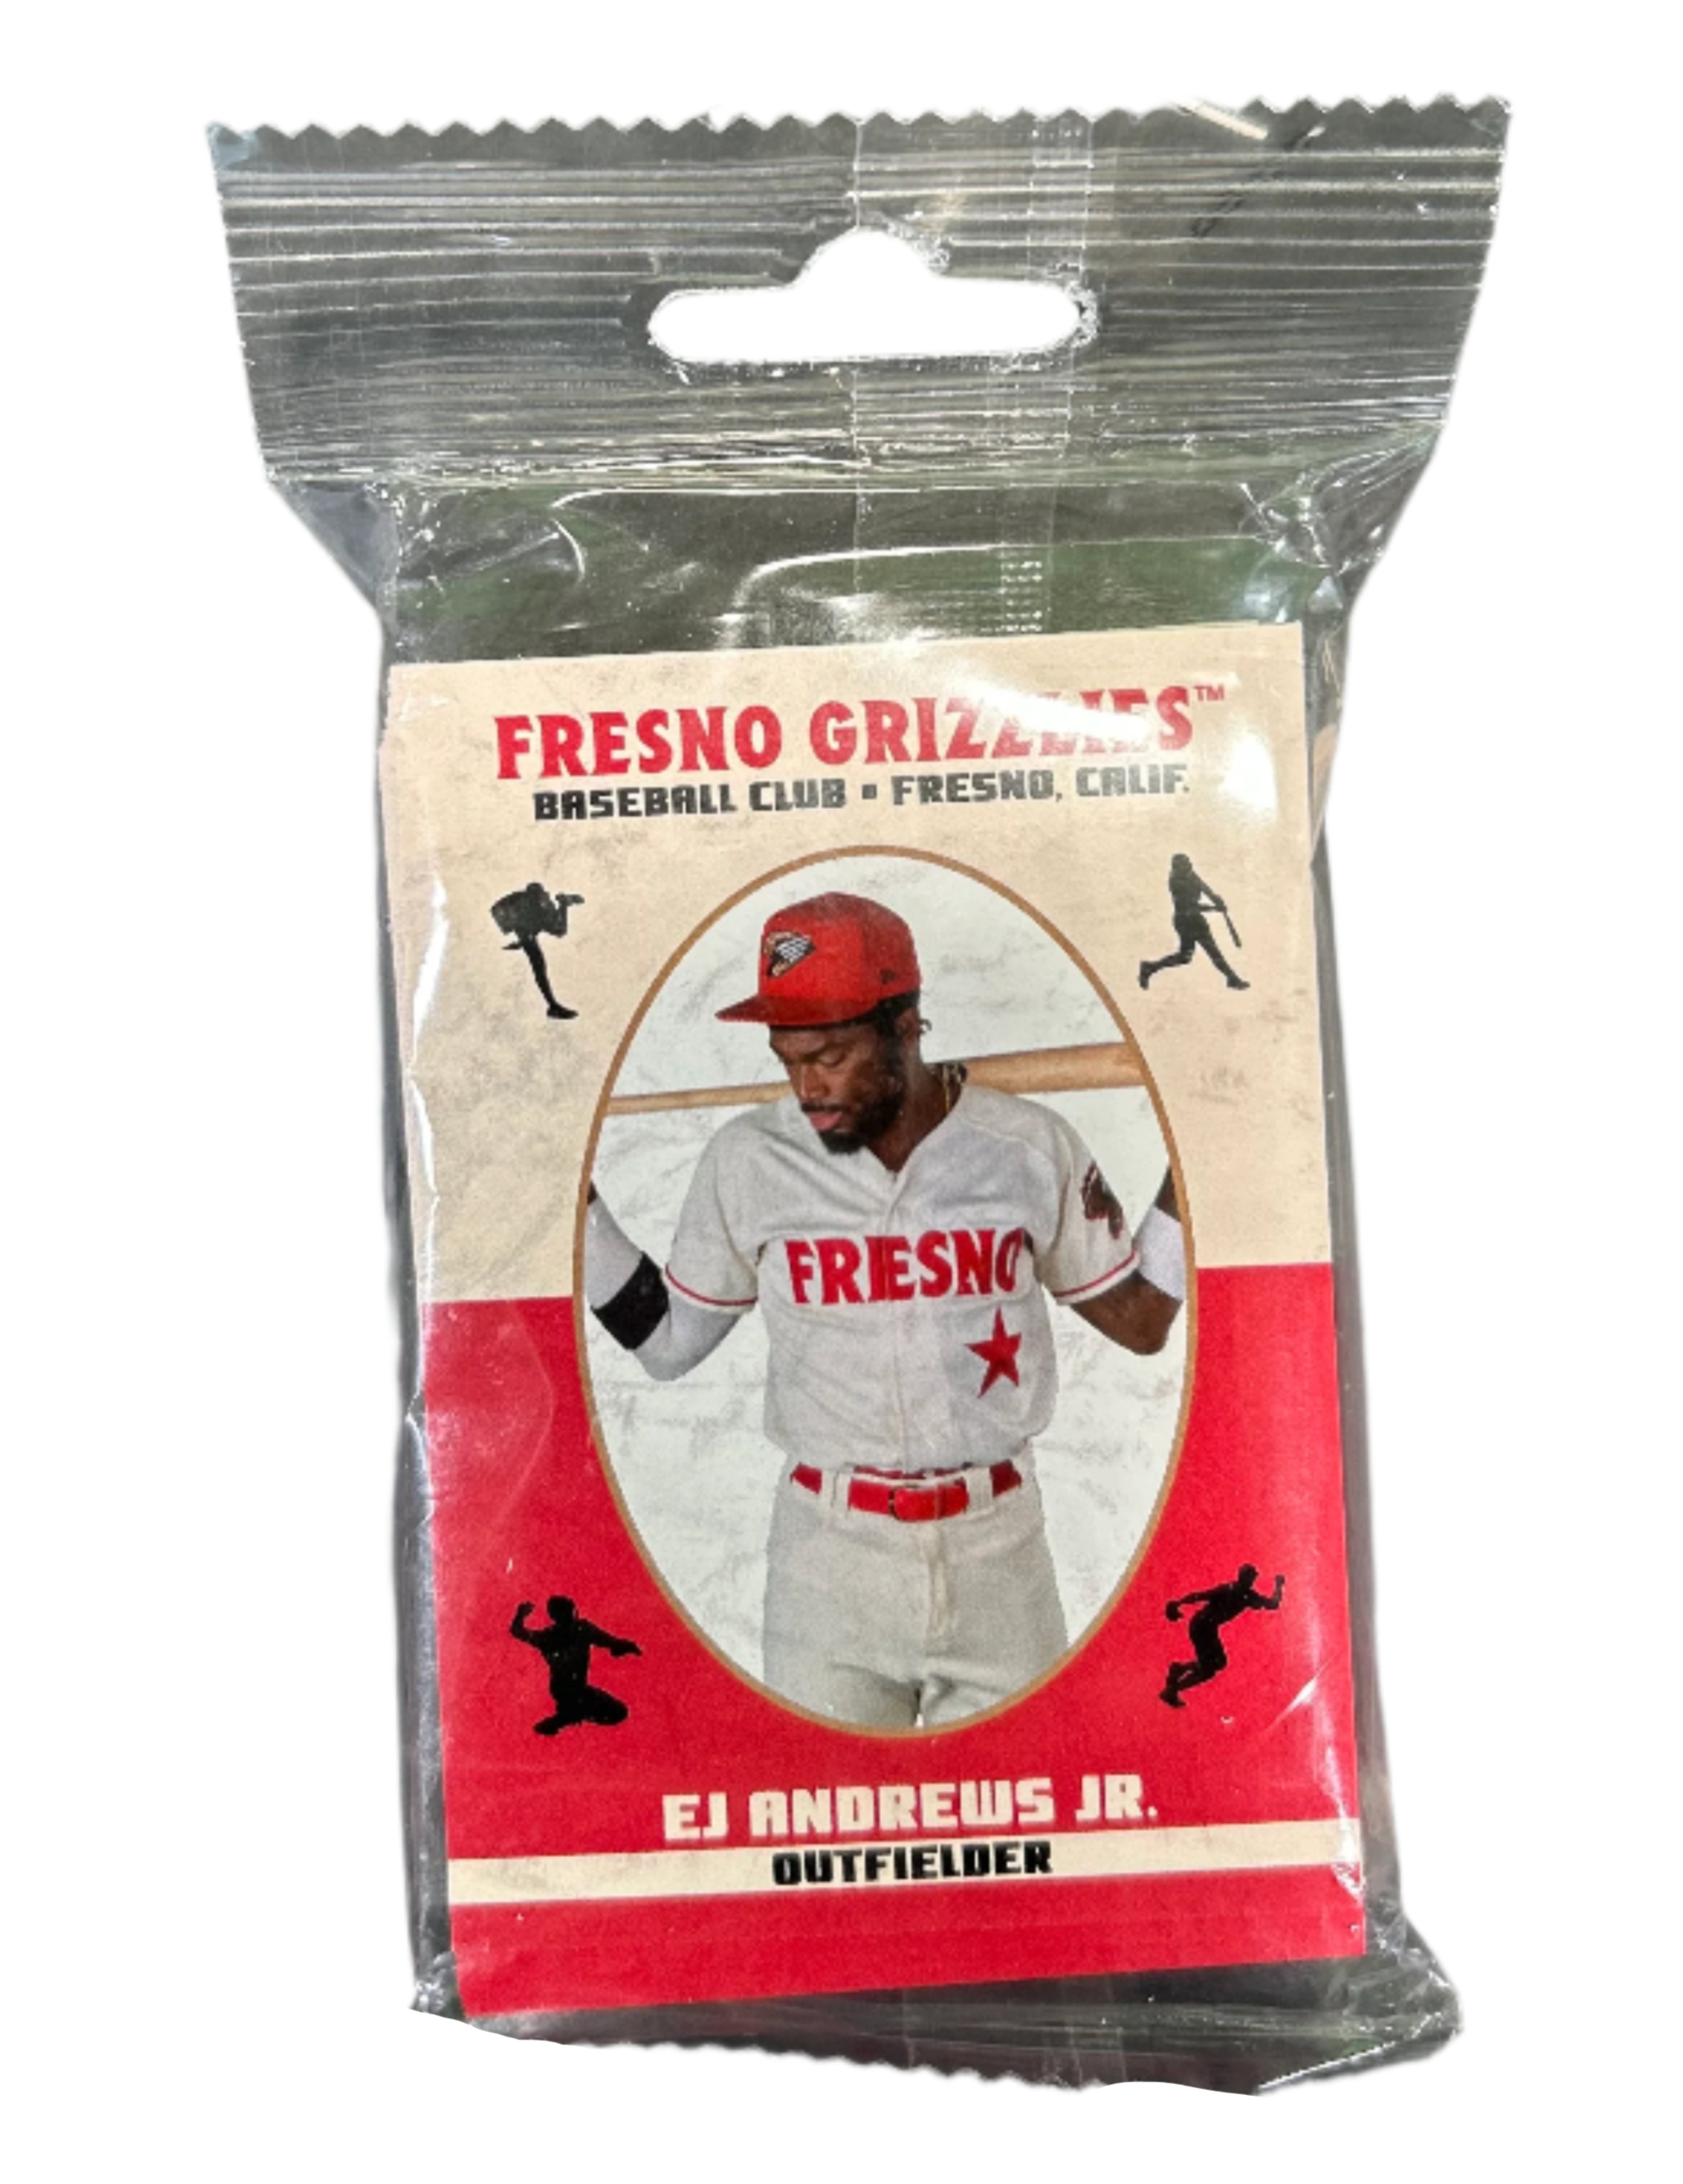 FRESNO GRIZZLIES™
BASEBALL CLUB ▪ FRESNO, CALIF.
FRESNO
EJ ANDREWS JR.
OUTFIELDER